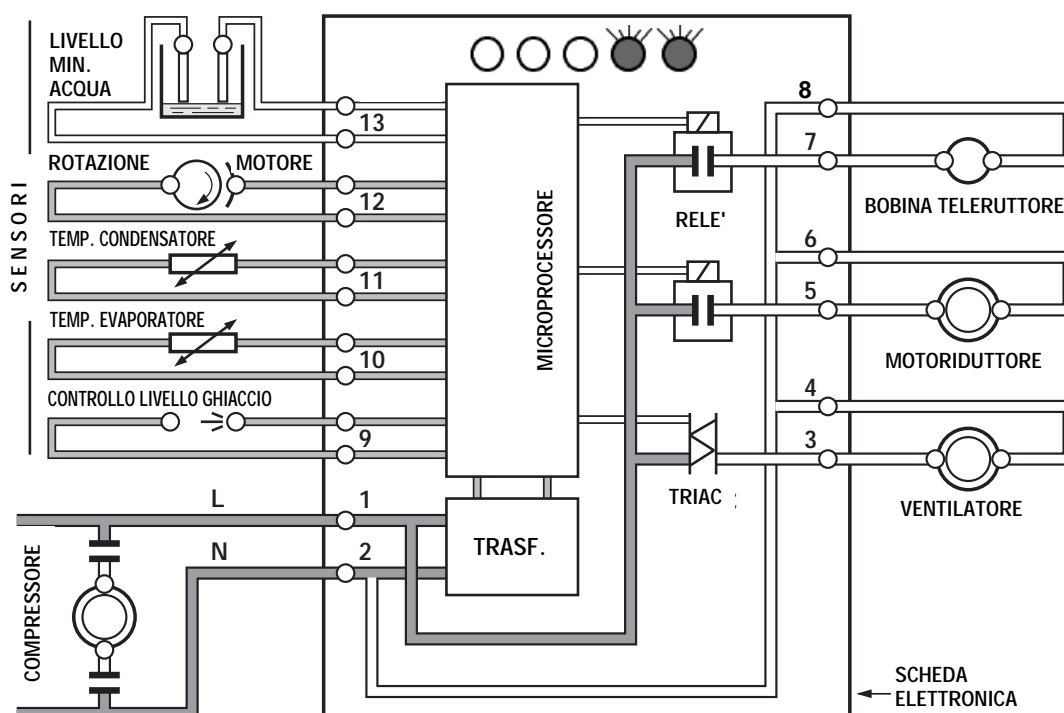 SENSORI
LIVELLO
MIN.
ACQUA
13
ROTAZIONE MOTORE
12
TEMP. CONDENSATORE
11
TEMP. EVAPORATORE
10
CONTROLLO LIVELLO GHIACCIO
9
L
1
N
2
COMPRESSORE
MICROPROCESSORE
TRASF.
RELE'
TRIAC
8
7
BOBINA TELERUTTORE
6
5
MOTORIDUTTORE
4
3
VENTILATORE
SCHEDA
ELETTRONICA